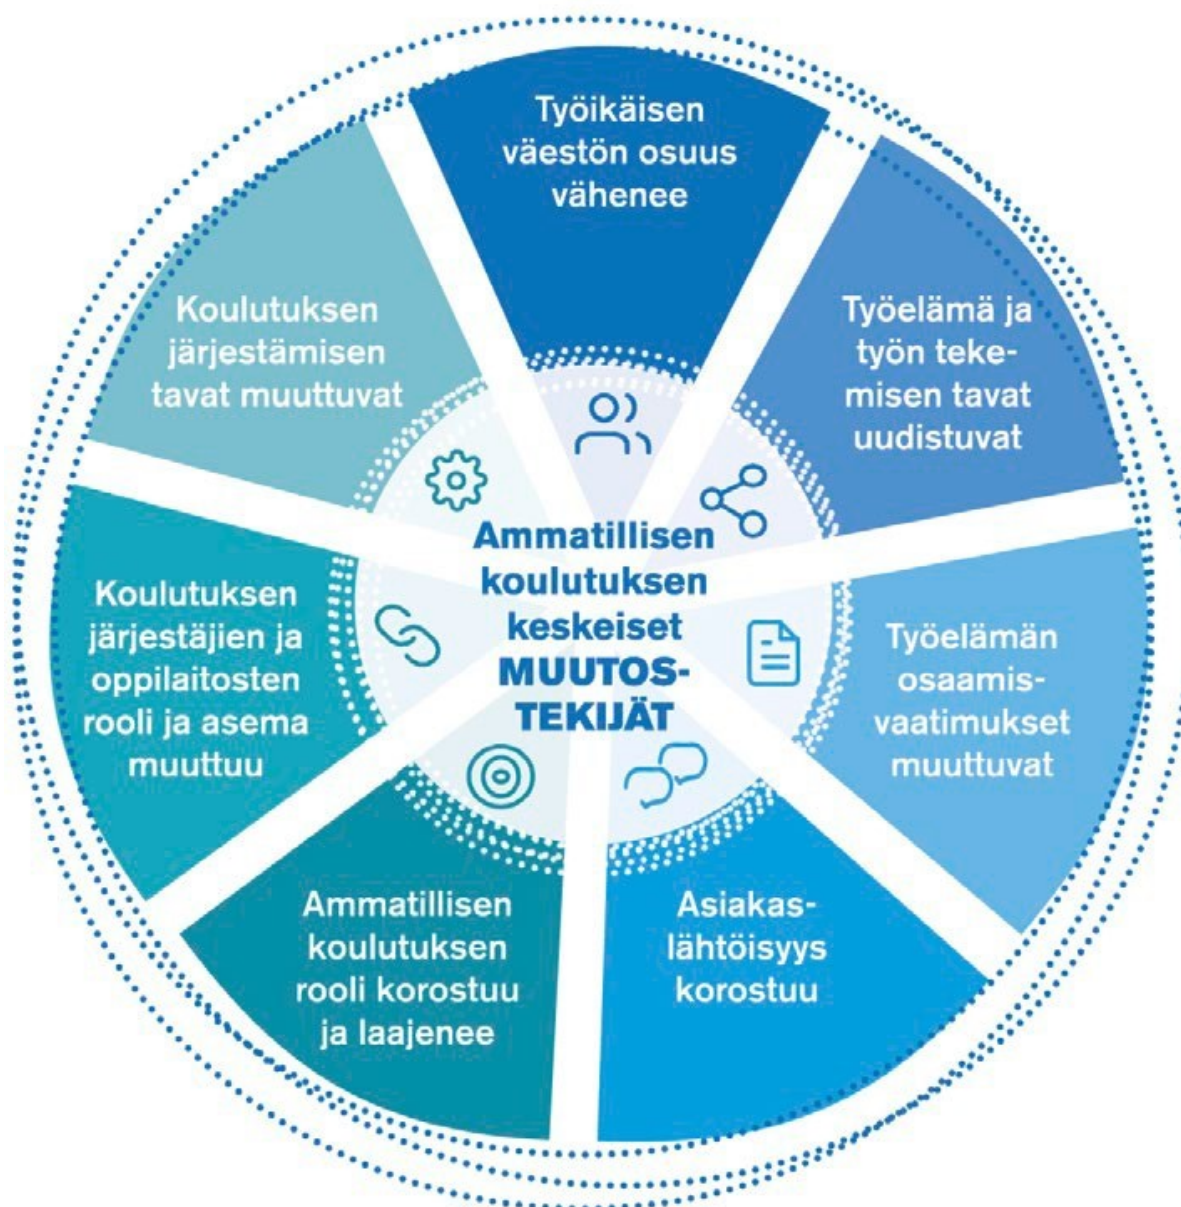 Työikäisen
väestön osuus
vähenee
Työelämä ja
työn teke-
misen tavat
uudistuvat
Työelämän
osaamis-
vaatimukset
muuttuvat
Asiakas-
lähtöisyys
korostuu
Ammatillisen
koulutuksen
rooli korostuu
ja laajenee
Koulutuksen
järjestäjien ja
oppilaitosten
rooli ja asema
muuttuu
Koulutuksen
järjestämisen
tavat muuttuvat
Ammatillisen
koulutuksen
keskeiset
MUUTOS-
TEKIJÄT